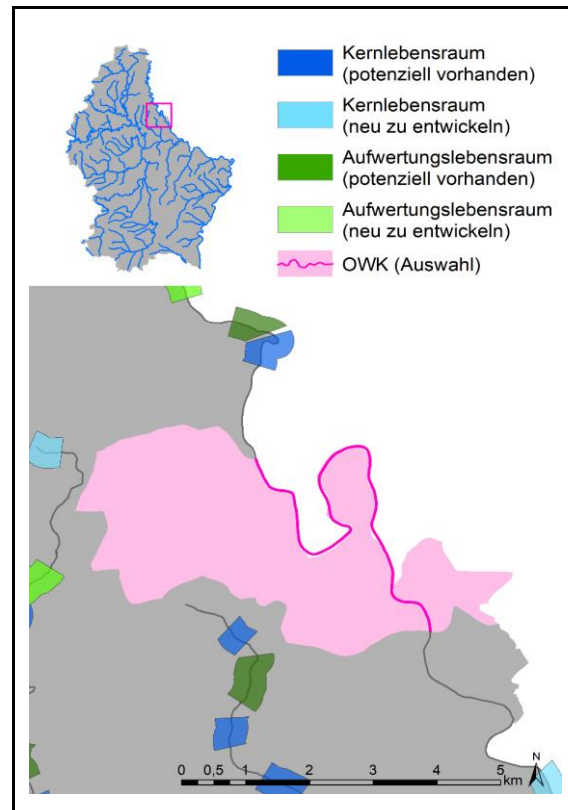 Kernlebensraum
(potenziell vorhanden)
Kernlebensraum
(neu zu entwickeln)
Aufwertungslebensraum
(potenziell vorhanden)
Aufwertungslebensraum
(neu zu entwickeln)
OWK (Auswahl)
N
0 0,5 1 2 3 4 5
km